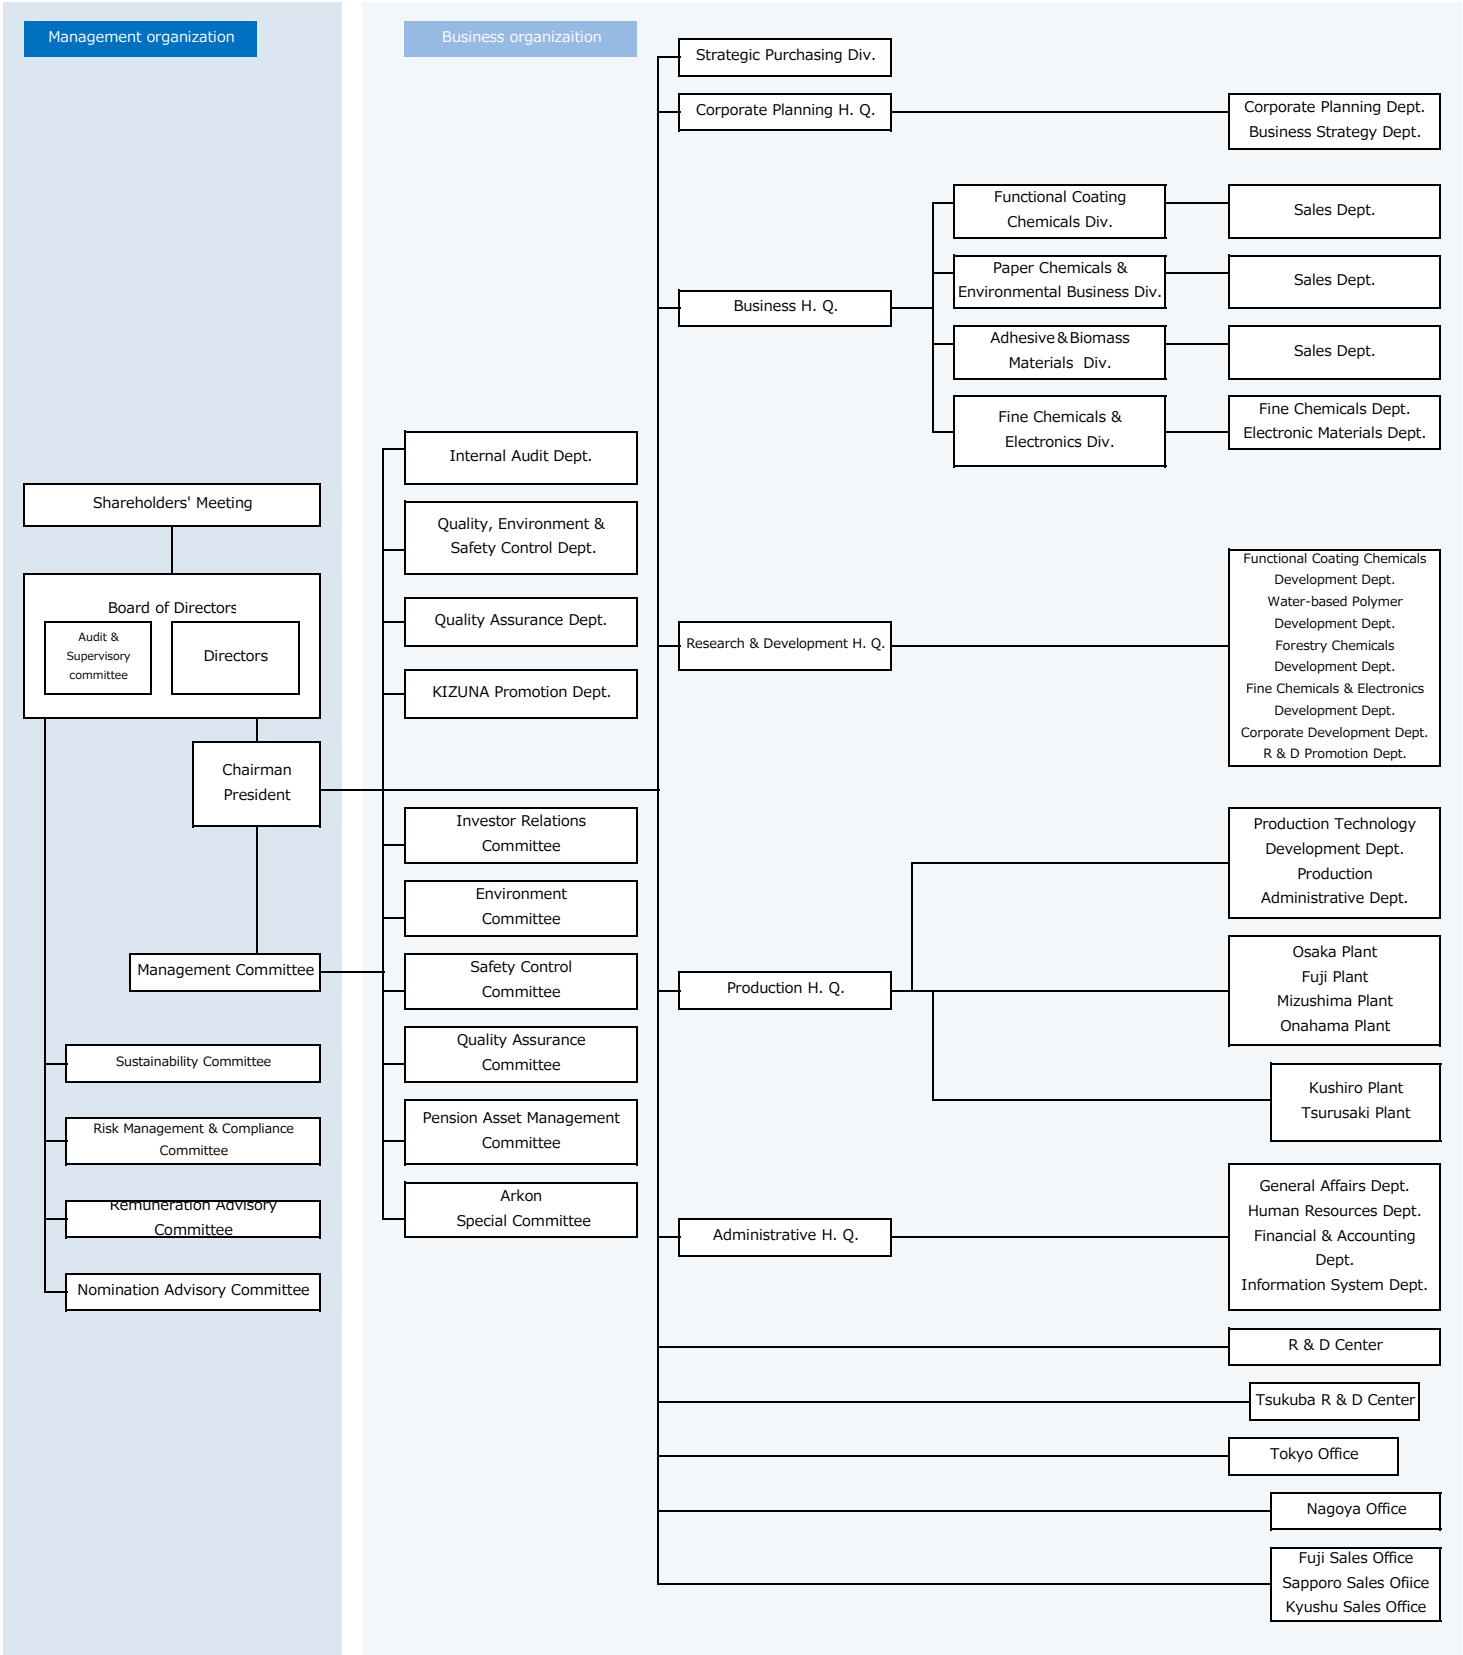 Management organization
Business organizaition
Shareholders' Meeting
Board of Directors
Audit &
Supervisory
committee
Directors
Chairman
President
Management Committee
Sustainability Committee
Risk Management & Compliance
Committee
Remuneration Advisory
Committee
Nomination Advisory Committee
Internal Audit Dept.
Quality, Environment &
Safety Control Dept.
Quality Assurance Dept.
KIZUNA Promotion Dept.
Investor Relations
Committee
Environment
Committee
Safety Control
Committee
Quality Assurance
Committee
Pension Asset Management
Committee
Arkon
Special Committee
Strategic Purchasing Div.
Corporate Planning H. Q.
Corporate Planning Dept.
Business Strategy Dept.
Business H. Q.
Functional Coating
Chemicals Div.
Sales Dept.
Paper Chemicals &
Environmental Business Div.
Sales Dept.
Adhesive＆Biomass
Materials  Div.
Sales Dept.
Fine Chemicals &
Electronics Div.
Fine Chemicals Dept.
Electronic Materials Dept.
Research & Development H. Q.
Functional Coating Chemicals
Development Dept.
Water-based Polymer
Development Dept.
Forestry Chemicals
Development Dept.
Fine Chemicals & Electronics
Development Dept.
Corporate Development Dept.
R & D Promotion Dept.
Production H. Q.
Production Technology
Development Dept.
Production
Administrative Dept.
Osaka Plant
Fuji Plant
Mizushima Plant
Onahama Plant
Kushiro Plant
Tsurusaki Plant
Administrative H. Q.
General Affairs Dept.
Human Resources Dept.
Financial & Accounting
Dept.
Information System Dept.
R & D Center
Tsukuba R & D Center
Tokyo Office
Nagoya Office
Fuji Sales Office
Sapporo Sales Ofiice
Kyushu Sales Office